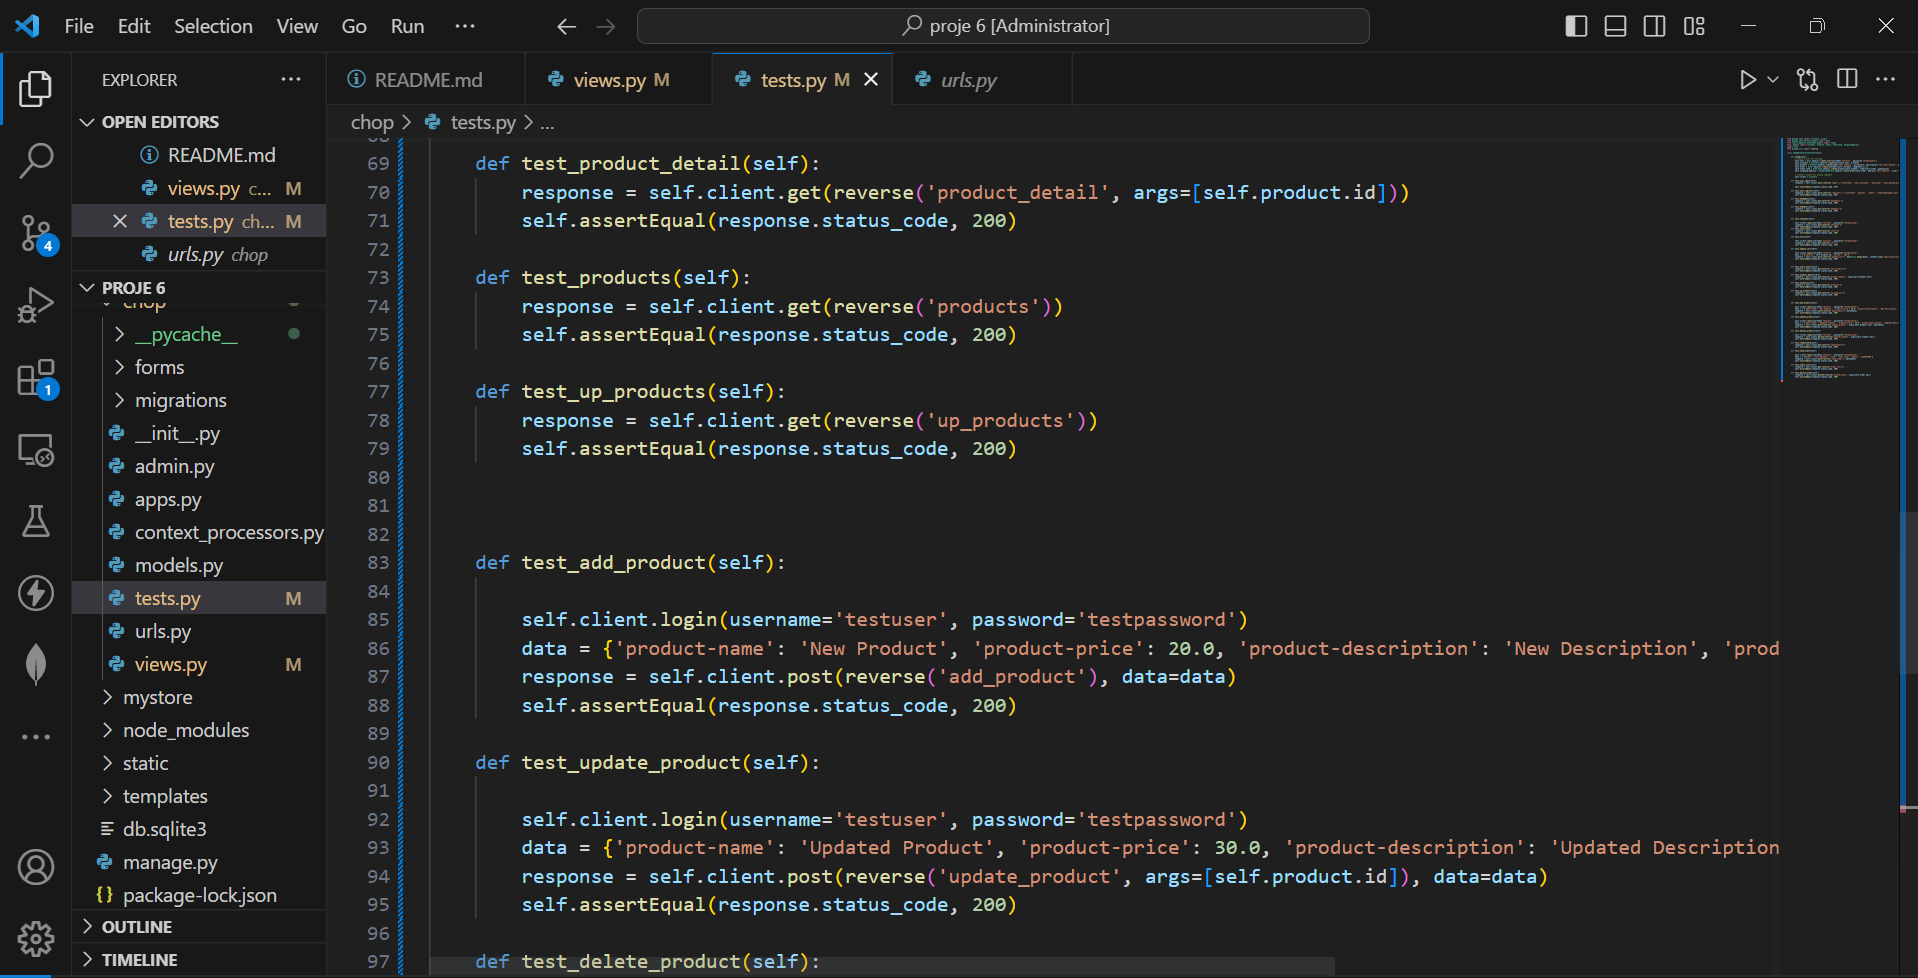 File Edit Selection View Go Run ...
proje 6 [Administrator]
EXPLORER
OPEN EDITORS
README.md
views.py c... M
tests.py ch... M
urls.py chop
PROJE 6
chop
__pycache__
forms
migrations
__init__.py
admin.py
apps.py
context_processors.py
models.py
tests.py M
urls.py
views.py M
mystore
node_modules
static
templates
db.sqlite3
manage.py
{} package-lock.json
OUTLINE
TIMELINE
4
1
README.md
views.py M
tests.py M
urls.py
chop > tests.py > ...
68
69 def test_product_detail(self):
70 response = self.client.get(reverse('product_detail', args=[self.product.id]))
71 self.assertEqual(response.status_code, 200)
72
73 def test_products(self):
74 response = self.client.get(reverse('products'))
75 self.assertEqual(response.status_code, 200)
76
77 def test_up_products(self):
78 response = self.client.get(reverse('up_products'))
79 self.assertEqual(response.status_code, 200)
80
81
82
83 def test_add_product(self):
84
85 self.client.login(username='testuser', password='testpassword')
86 data = {'product-name': 'New Product', 'product-price': 20.0, 'product-description': 'New Description', 'prod
87 response = self.client.post(reverse('add_product'), data=data)
88 self.assertEqual(response.status_code, 200)
89
90 def test_update_product(self):
91
92 self.client.login(username='testuser', password='testpassword')
93 data = {'product-name': 'Updated Product', 'product-price': 30.0, 'product-description': 'Updated Description
94 response = self.client.post(reverse('update_product', args=[self.product.id]), data=data)
95 self.assertEqual(response.status_code, 200)
96
97 def test_delete_product(self):